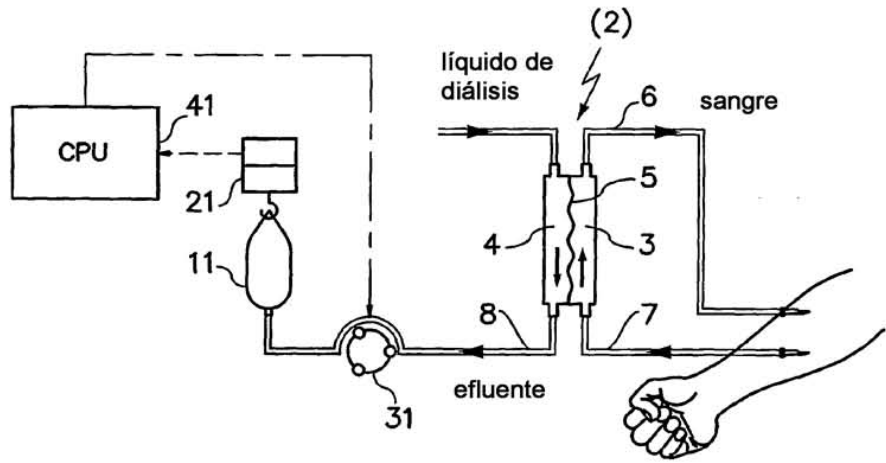 (2)
líquido de
diálisis
6
sangre
41
CPU
21
5
4
3
11
8
7
efluente
31